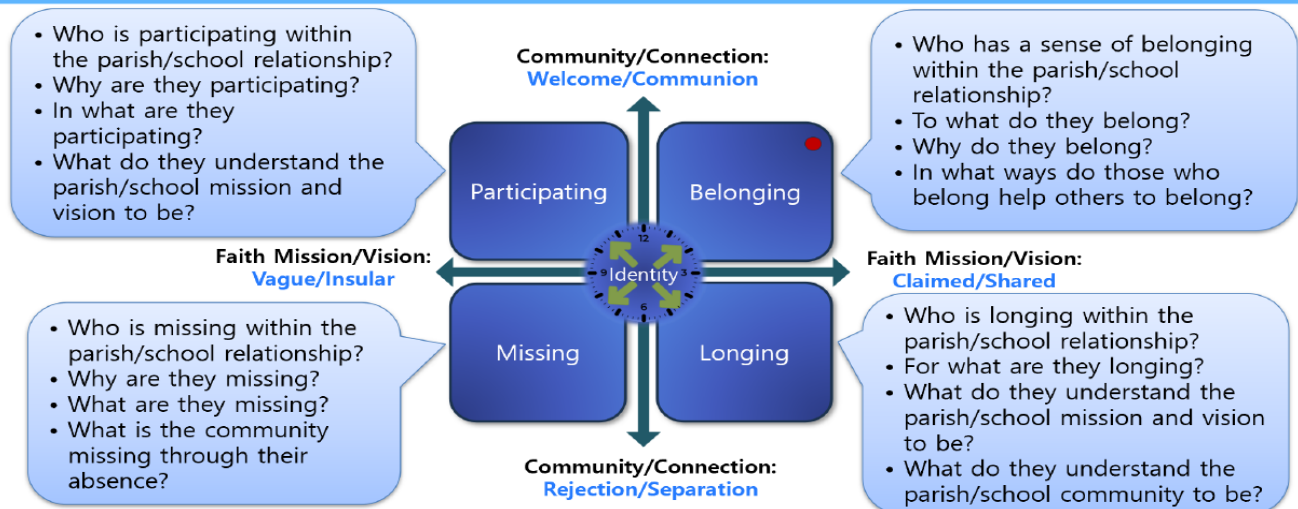 • Who is participating within
the parish/school relationship?
• Why are they participating?
• In what are they
participating?
• What do they understand the
parish/school mission and
vision to be?
Community/Connection:
Welcome/Communion
• Who has a sense of belonging
within the parish/school
relationship?
• To what do they belong?
• Why do they belong?
• In what ways do those who
belong help others to belong?
Participating
Belonging
Faith Mission/Vision:
Vague/Insular
12
9
Identity
3
6
Faith Mission/Vision:
Claimed/Shared
• Who is missing within the
parish/school relationship?
• Why are they missing?
• What are they missing?
• What is the community
missing through their
absence?
Missing
Longing
• Who is longing within the
parish/school relationship?
• For what are they longing?
• What do they understand the
parish/school mission and vision
to be?
• What do they understand the
parish/school community to be?
Community/Connection:
Rejection/Separation